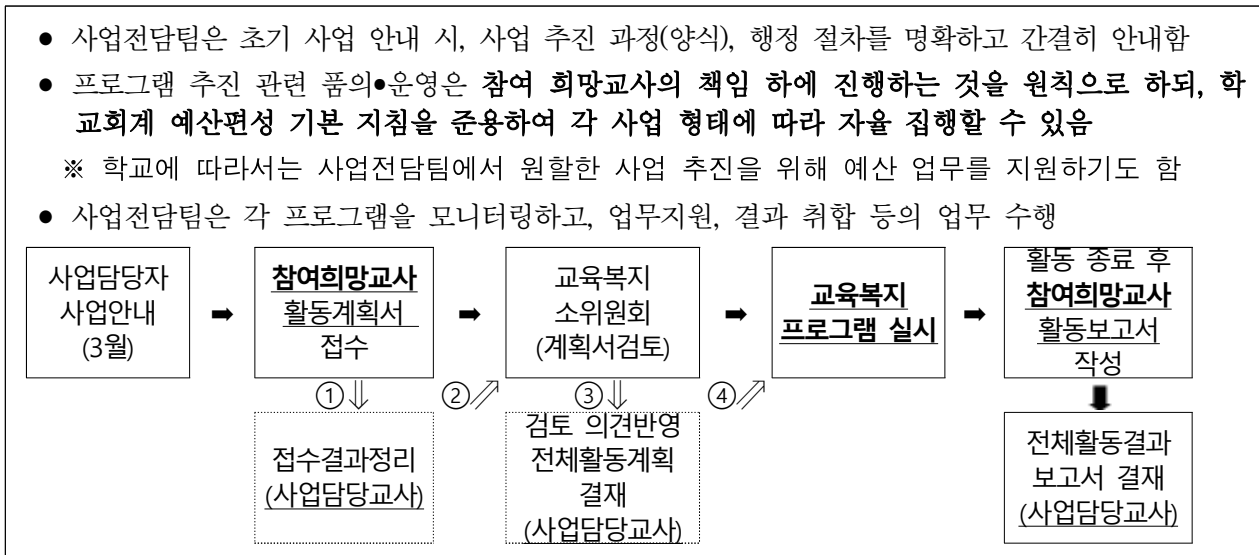 ● 사업전담팀은 초기 사업 안내 시, 사업 추진 과정(양식), 행정 절차를 명확하고 간결히 안내함
● 프로그램 추진 관련 품의●운영은 참여 희망교사의 책임 하에 진행하는 것을 원칙으로 하되, 학
교회계 예산편성 기본 지침을 준용하여 각 사업 형태에 따라 자율 집행할 수 있음
※ 학교에 따라서는 사업전담팀에서 원할한 사업 추진을 위해 예산 업무를 지원하기도 함
● 사업전담팀은 각 프로그램을 모니터링하고, 업무지원, 결과 취합 등의 업무 수행
사업담당자
사업안내
(3월)
➡
참여희망교사
활동계획서
접수
➡
교육복지
소위원회
(계획서검토)
➡
교육복지
프로그램 실시
➡
활동 종료 후
참여희망교사
활동보고서
작성
①⇓
②⇗
③⇓
④⇗
접수결과정리
(사업담당교사)
검토 의견반영
전체활동계획
결재
(사업담당교사)
전체활동결과
보고서 결재
(사업담당교사)